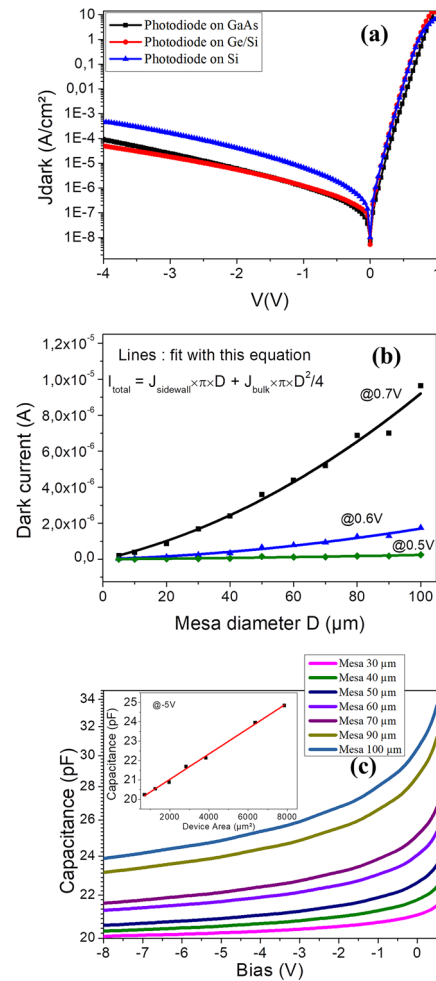 (a)
Photodiode on GaAs
Photodiode on Ge/Si
Photodiode on Si
10
1
0,1
0,01
1E-3
1E-4
1E-5
1E-6
1E-7
1E-8
Jdark (A/cm²)
-4 -3 -2 -1 0 1
V(V)
(b)
Lines : fit with this equation
I_total = J_sidewall×π×D + J_bulk×π×D²/4
1,2x10⁻⁵
1,0x10⁻⁵
8,0x10⁻⁶
6,0x10⁻⁶
4,0x10⁻⁶
2,0x10⁻⁶
0,0
Dark current (A)
@0.7V
@0.6V
@0.5V
0 20 40 60 80 100
Mesa diameter D (µm)
Mesa 30 µm
Mesa 40 µm
Mesa 50 µm
Mesa 60 µm
Mesa 70 µm
Mesa 90 µm
Mesa 100 µm
(c)
34
32
30
28
26
24
22
20
Capacitance (pF)
@-5V
25
24
23
22
21
20
Capacitance (pF)
2000 4000 6000 8000
Device Area (µm²)
-8 -7 -6 -5 -4 -3 -2 -1 0
Bias (V)